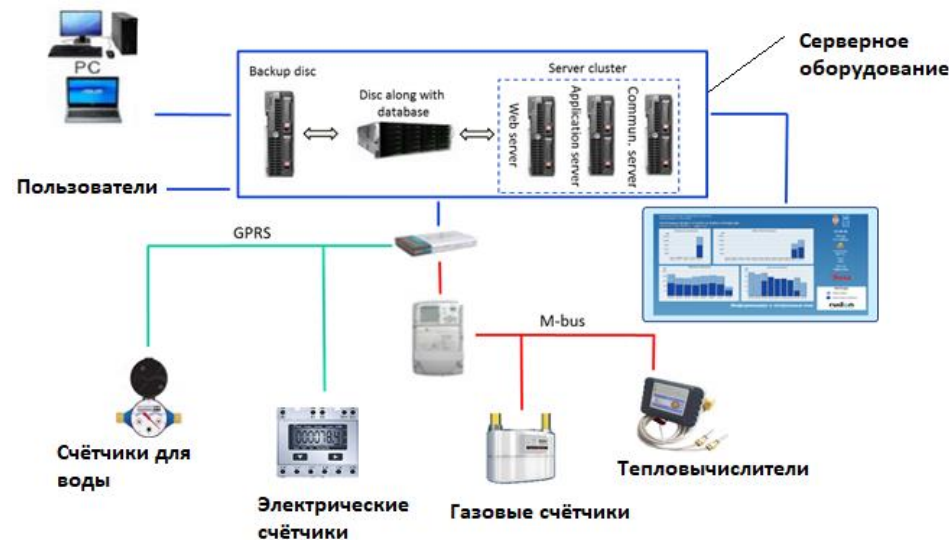 PC
Пользователи
Backup disc
Disc along with
database
Server cluster
Web server
Application server
Commun. server
Серверное
оборудование
GPRS
M-bus
Счётчики для
воды
Электрические
счётчики
Газовые счётчики
Тепловычислители